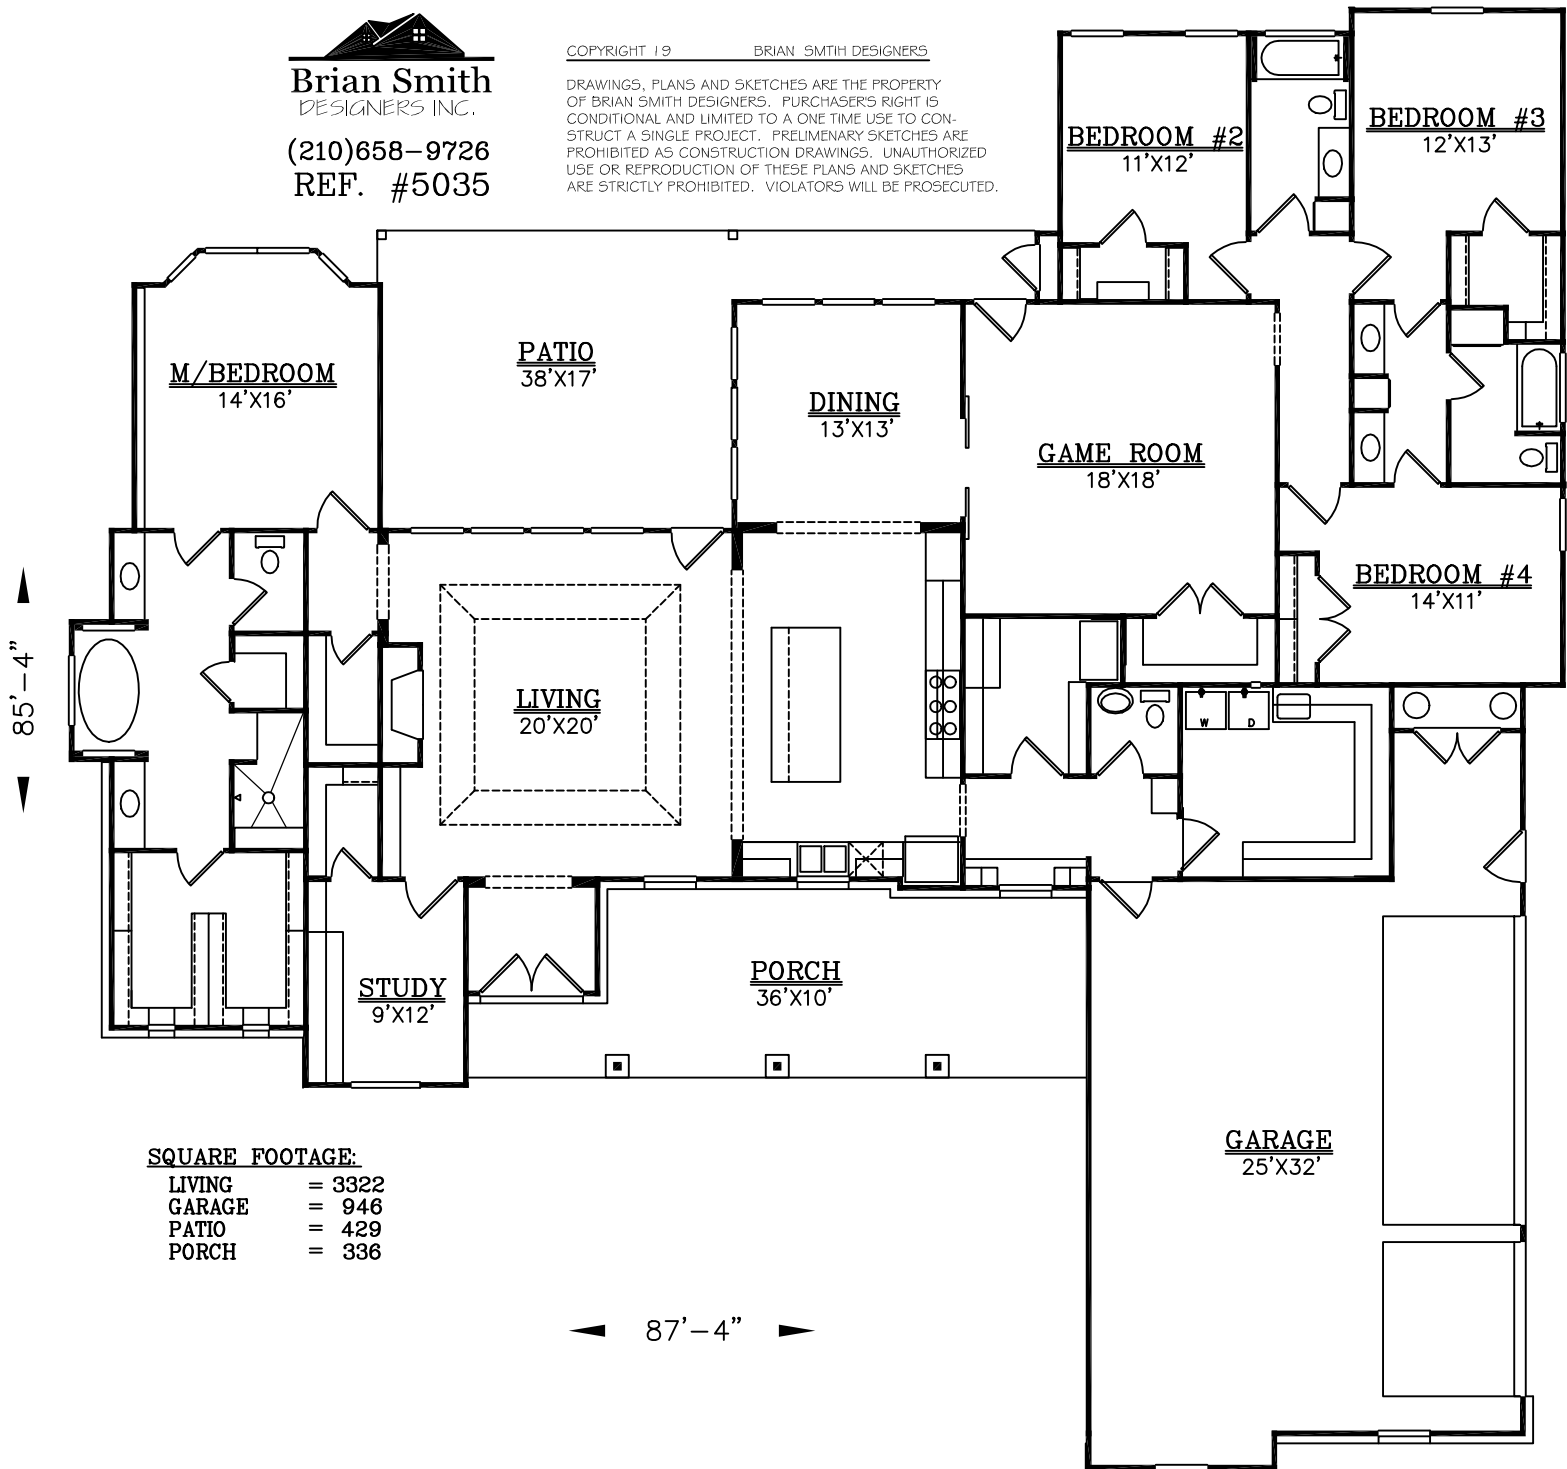 Brian Smith
DESIGNERS INC.
(210)658-9726
REF. #5035
COPYRIGHT 19 BRIAN SMTIH DESIGNERS
DRAWINGS, PLANS AND SKETCHES ARE THE PROPERTY
OF BRIAN SMITH DESIGNERS. PURCHASER'S RIGHT IS
CONDITIONAL AND LIMITED TO A ONE TIME USE TO CON-
STRUCT A SINGLE PROJECT. PRELIMENARY SKETCHES ARE
PROHIBITED AS CONSTRUCTION DRAWINGS. UNAUTHORIZED
USE OR REPRODUCTION OF THESE PLANS AND SKETCHES
ARE STRICTLY PROHIBITED. VIOLATORS WILL BE PROSECUTED.
BEDROOM #2
11'X12'
BEDROOM #3
12'X13'
M/BEDROOM
14'X16'
PATIO
38'X17'
DINING
13'X13'
GAME ROOM
18'X18'
BEDROOM #4
14'X11'
LIVING
20'X20'
W
D
85'-4"
STUDY
9'X12'
PORCH
36'X10'
GARAGE
25'X32'
SQUARE FOOTAGE:
LIVING = 3322
GARAGE = 946
PATIO = 429
PORCH = 336
87'-4"